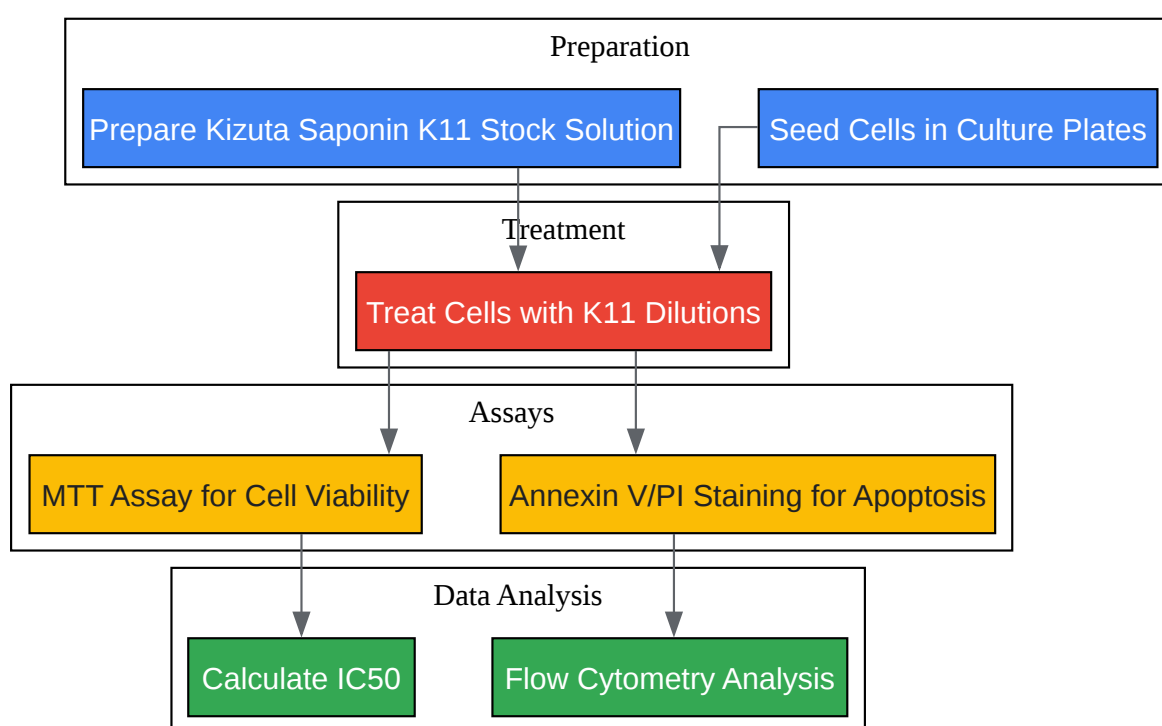 Preparation
Prepare Kizuta Saponin K11 Stock Solution
Seed Cells in Culture Plates
Treatment
Treat Cells with K11 Dilutions
Assays
MTT Assay for Cell Viability
Annexin V/PI Staining for Apoptosis
Data Analysis
Calculate IC50
Flow Cytometry Analysis